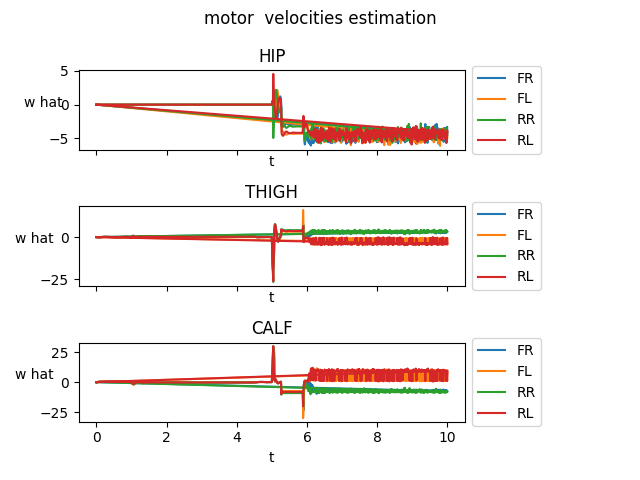 motor  velocities estimation
HIP
5
w hat 0
−5
t
FR
FL
RR
RL
THIGH
w hat 0
−25
t
FR
FL
RR
RL
CALF
25
w hat 0
−25
0 2 4 6 8 10
t
FR
FL
RR
RL